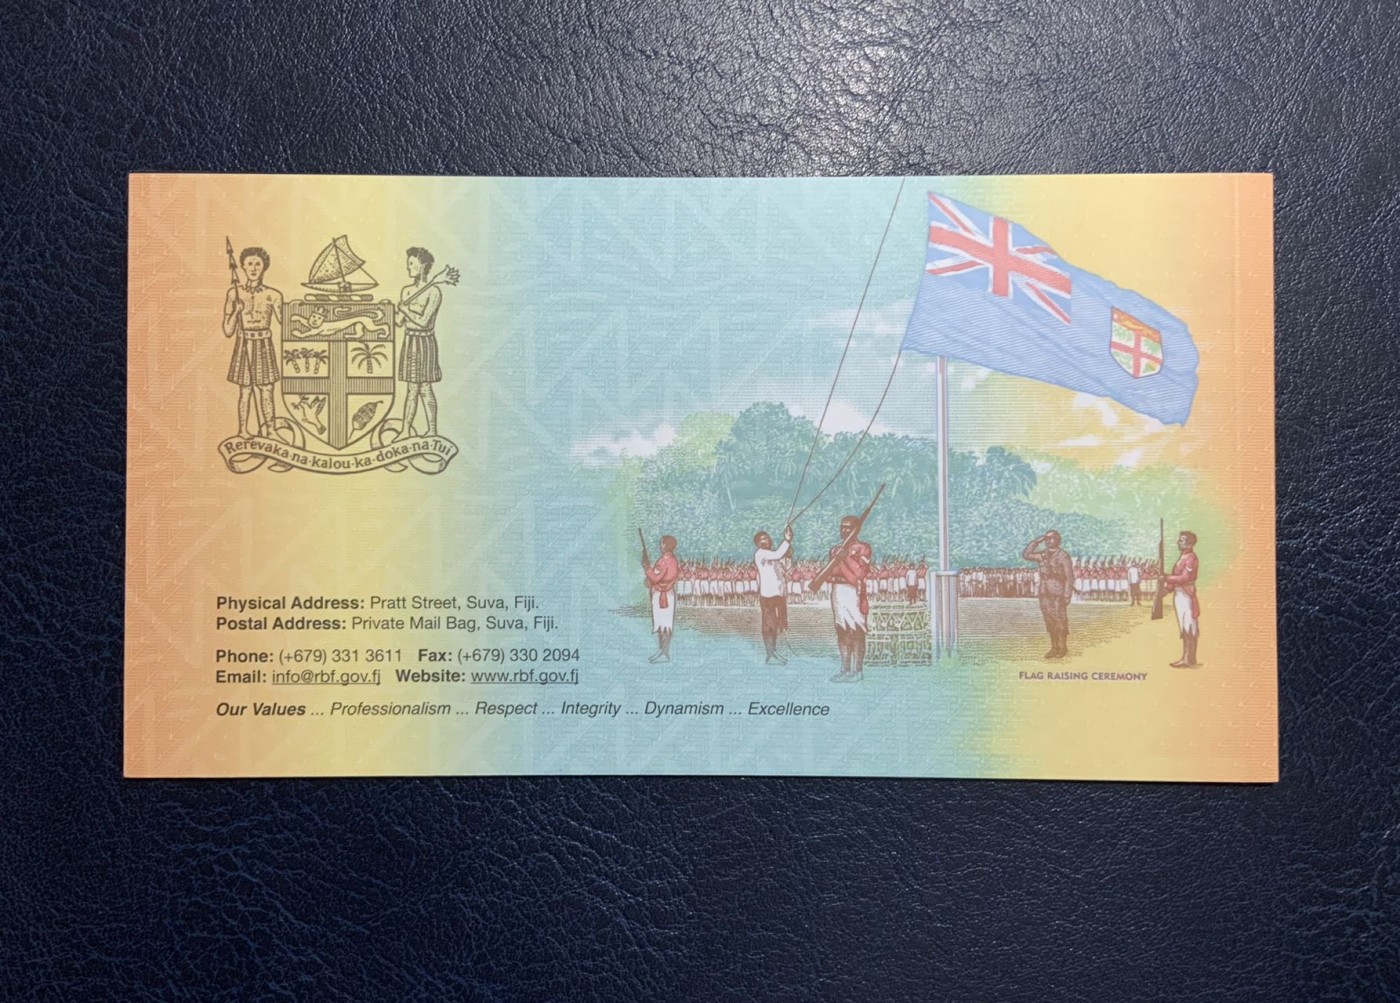 Rerevaka·na·kalou·ka·doka·na·Tui
Physical Address: Pratt Street, Suva, Fiji.
Postal Address: Private Mail Bag, Suva, Fiji.
Phone: (+679) 331 3611 Fax: (+679) 330 2094
Email: info@rbf.gov.fj Website: www.rbf.gov.fj
Our Values ... Professionalism ... Respect ... Integrity ... Dynamism ... Excellence
FLAG RAISING CEREMONY